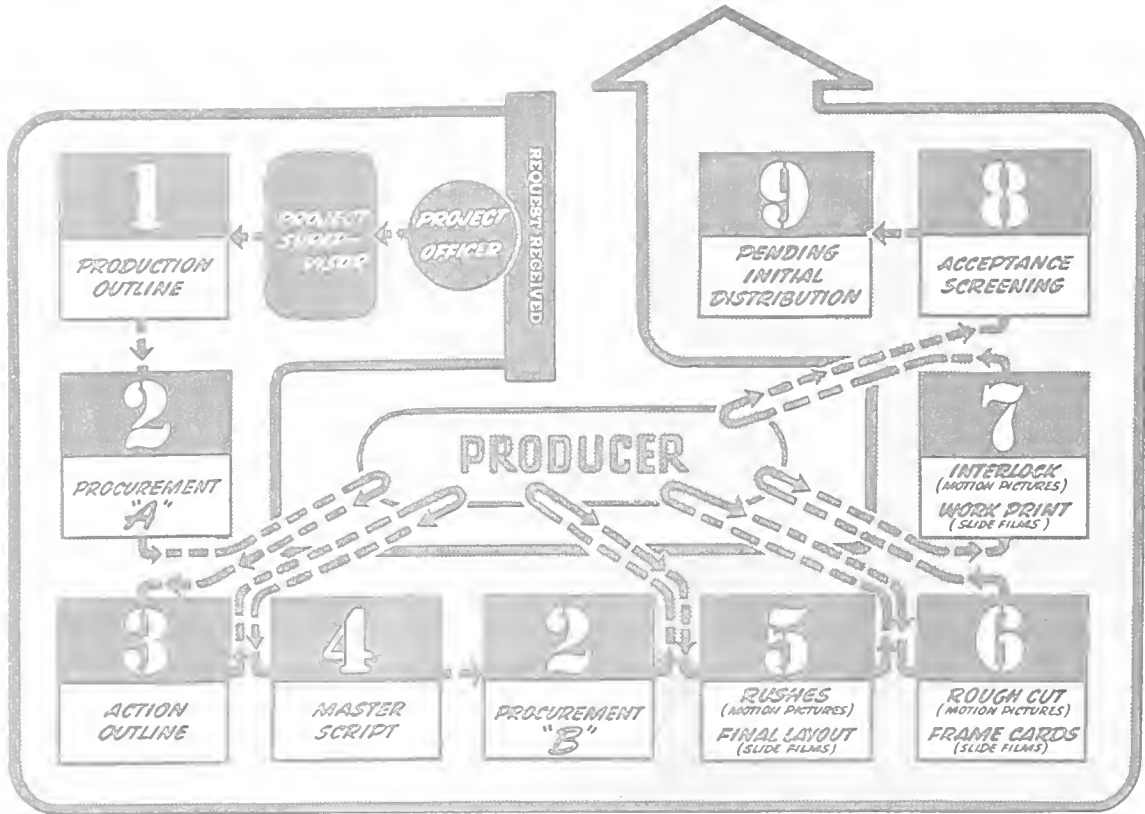 REQUEST RECEIVED
PROJECT
OFFICER
PROJECT
SUPER-
VISOR
1
PRODUCTION
OUTLINE
2
PROCUREMENT
"A"
3
ACTION
OUTLINE
4
MASTER
SCRIPT
2
PROCUREMENT
"B"
5
RUSHES
(MOTION PICTURES)
FINAL LAYOUT
(SLIDE FILMS)
6
ROUGH CUT
(MOTION PICTURES)
FRAME CARDS
(SLIDE FILMS)
7
INTERLOCK
(MOTION PICTURES)
WORK PRINT
(SLIDE FILMS)
8
ACCEPTANCE
SCREENING
9
PENDING
INITIAL
DISTRIBUTION
PRODUCER